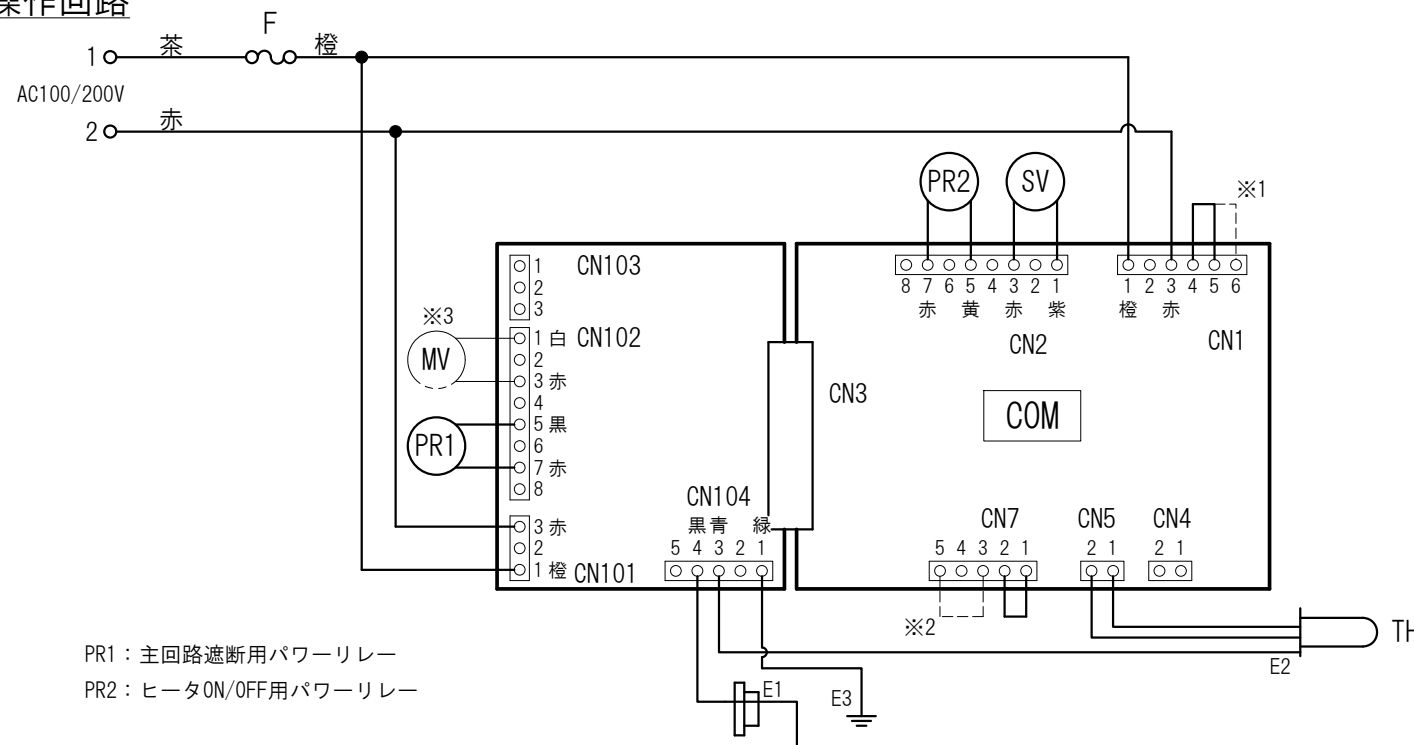 操作回路
F
1 茶 橙
AC100/200V
2 赤
PR2 SV ※1
CN103
1
2
3
8 7 6 5 4 3 2 1
赤 黄 赤 紫
CN2
1 2 3 4 5 6
橙 赤
CN1
※3
MV
CN102
1 白
2
3 赤
4
5 黒
6
7 赤
8
PR1
CN3
COM
3 赤
2
1 橙
CN101
CN104
黒 青 緑
5 4 3 2 1
CN7
5 4 3 2 1
CN5
2 1
CN4
2 1
※2
TH
E2
E1
E3
PR1：主回路遮断用パワーリレー
PR2：ヒータON/OFF用パワーリレー